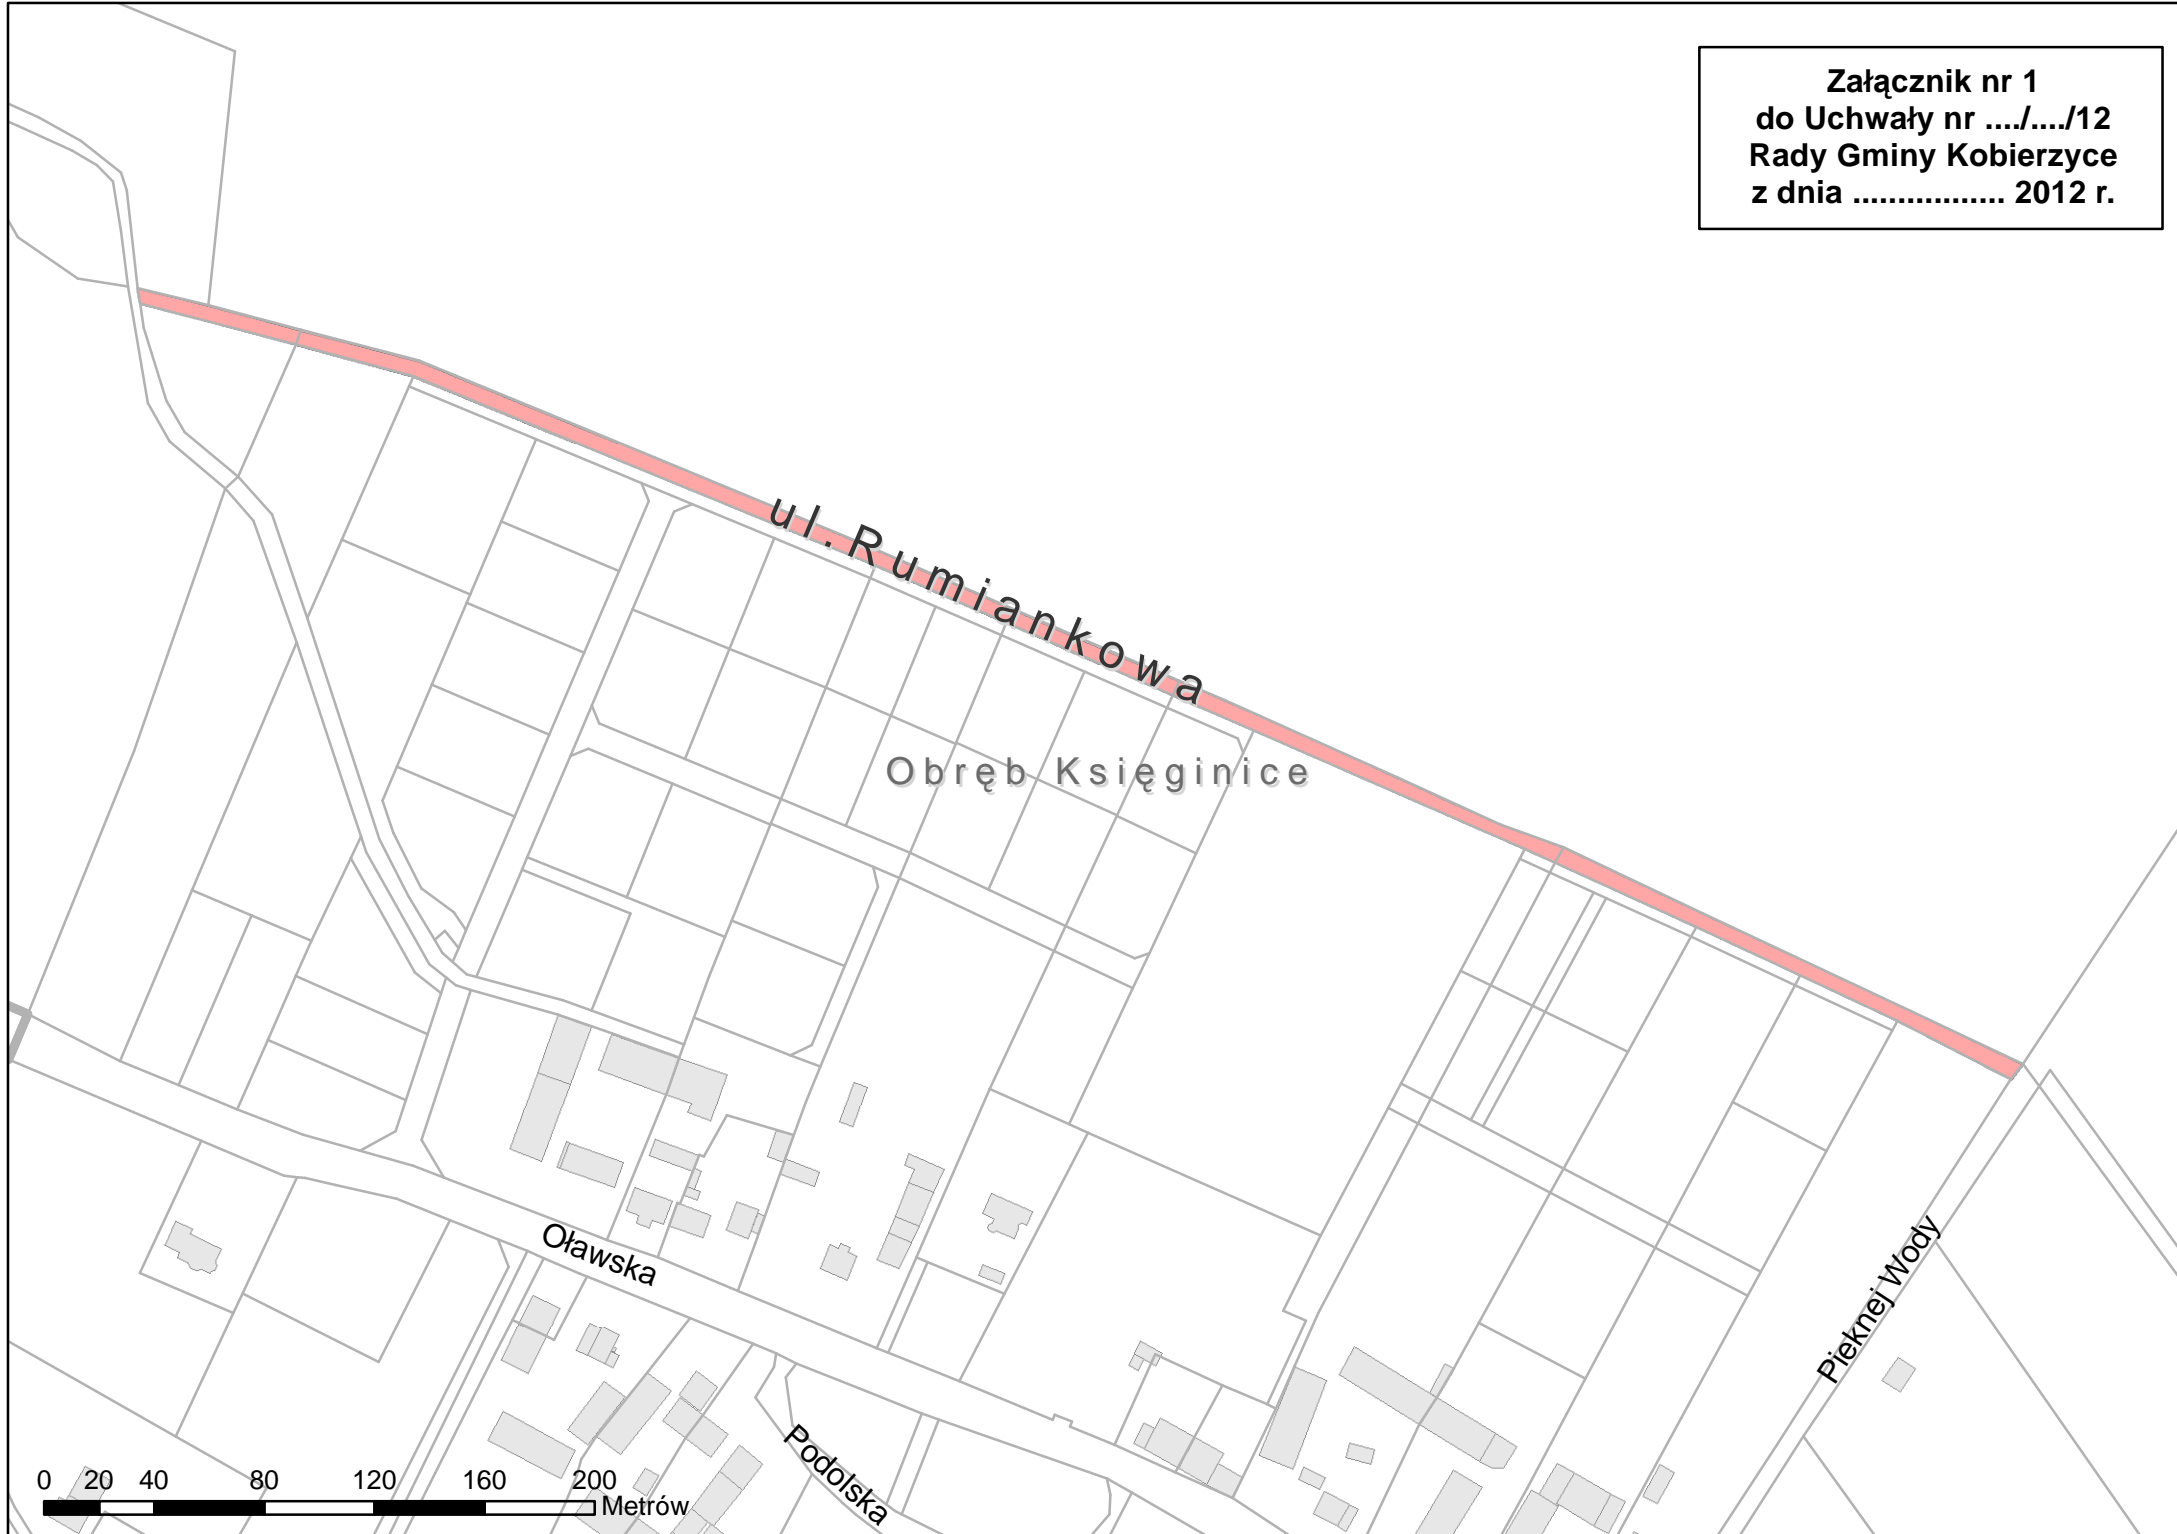 Załącznik nr 1
do Uchwały nr ..../..../12
Rady Gminy Kobierzyce
z dnia ................. 2012 r.
ul. Rumiankowa
Obręb Księginice
Oławska
Pieknej Wody
Podolska
0 20 40 80 120 160 200
Metrów